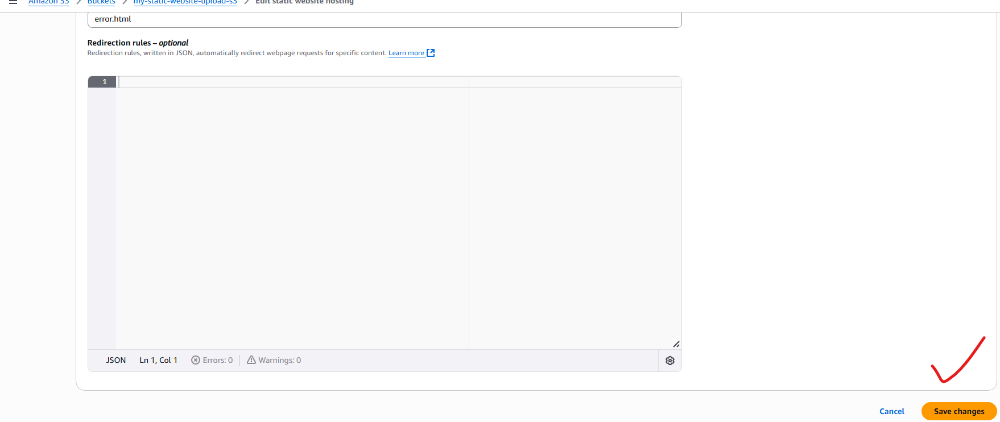 Amazon S3 > Buckets > my-static-website-upload-s3 > Edit static website hosting
error.html
Redirection rules – optional
Redirection rules, written in JSON, automatically redirect webpage requests for specific content. Learn more
1
JSON Ln 1, Col 1 Errors: 0 Warnings: 0
Cancel Save changes